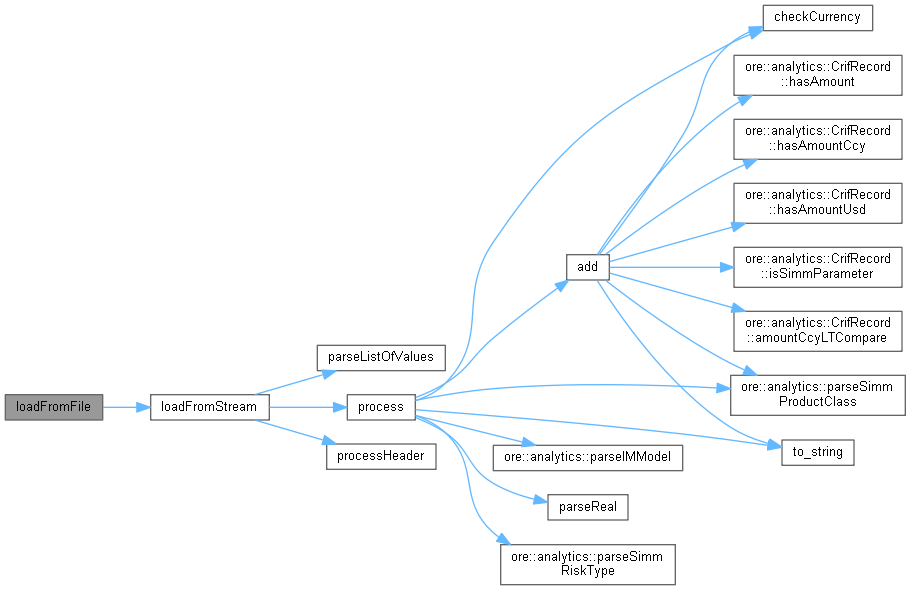 checkCurrency
ore::analytics::CrifRecord
::hasAmount
ore::analytics::CrifRecord
::hasAmountCcy
ore::analytics::CrifRecord
::hasAmountUsd
add
ore::analytics::CrifRecord
::isSimmParameter
ore::analytics::CrifRecord
::amountCcyLTCompare
parseListOfValues
ore::analytics::parseSimm
ProductClass
loadFromFile
loadFromStream
process
processHeader
ore::analytics::parseIMModel
to_string
parseReal
ore::analytics::parseSimm
RiskType